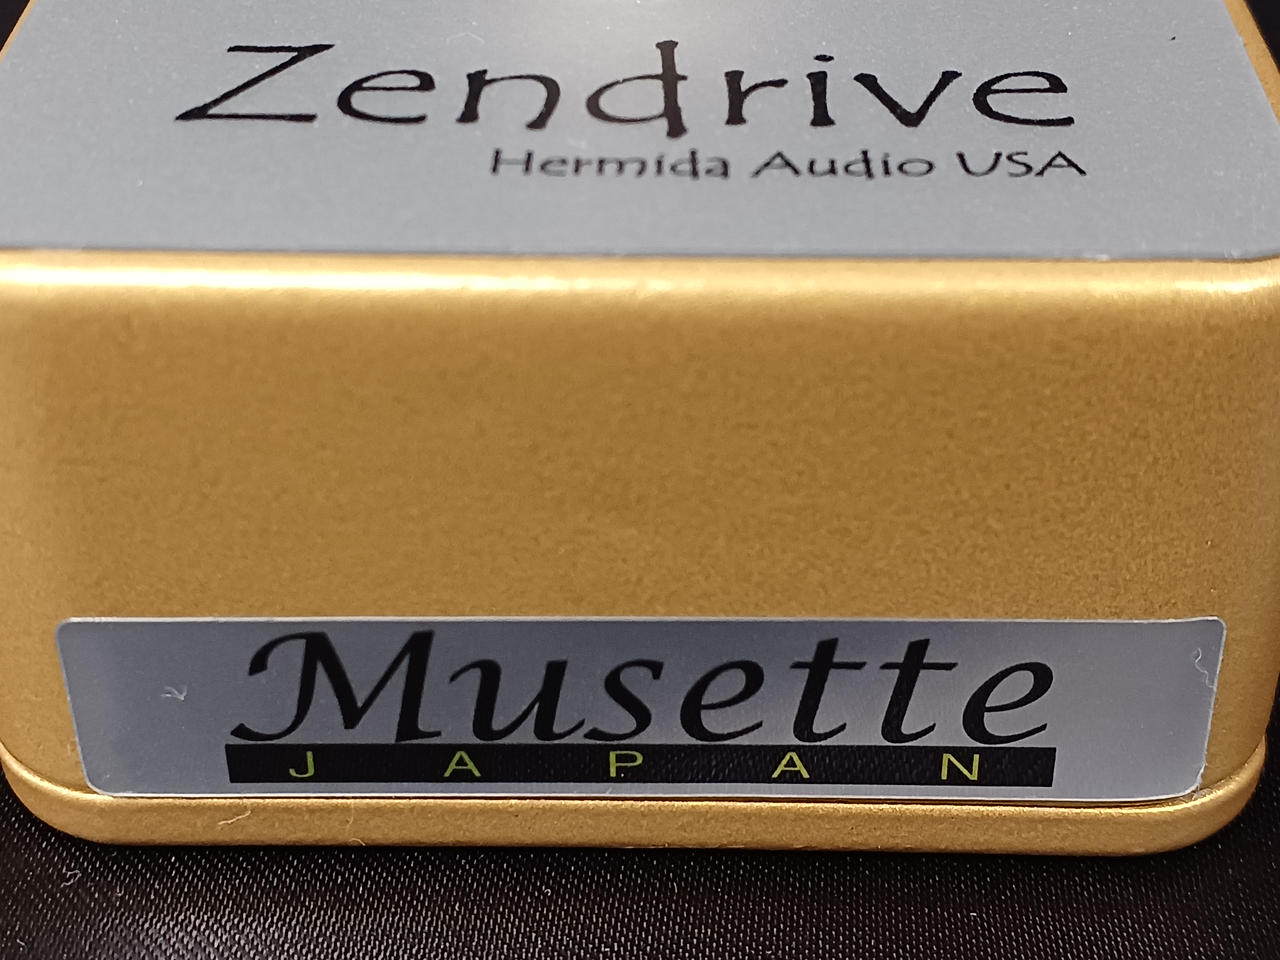 Zendrive
Hermida Audio USA
Musette
JAPAN